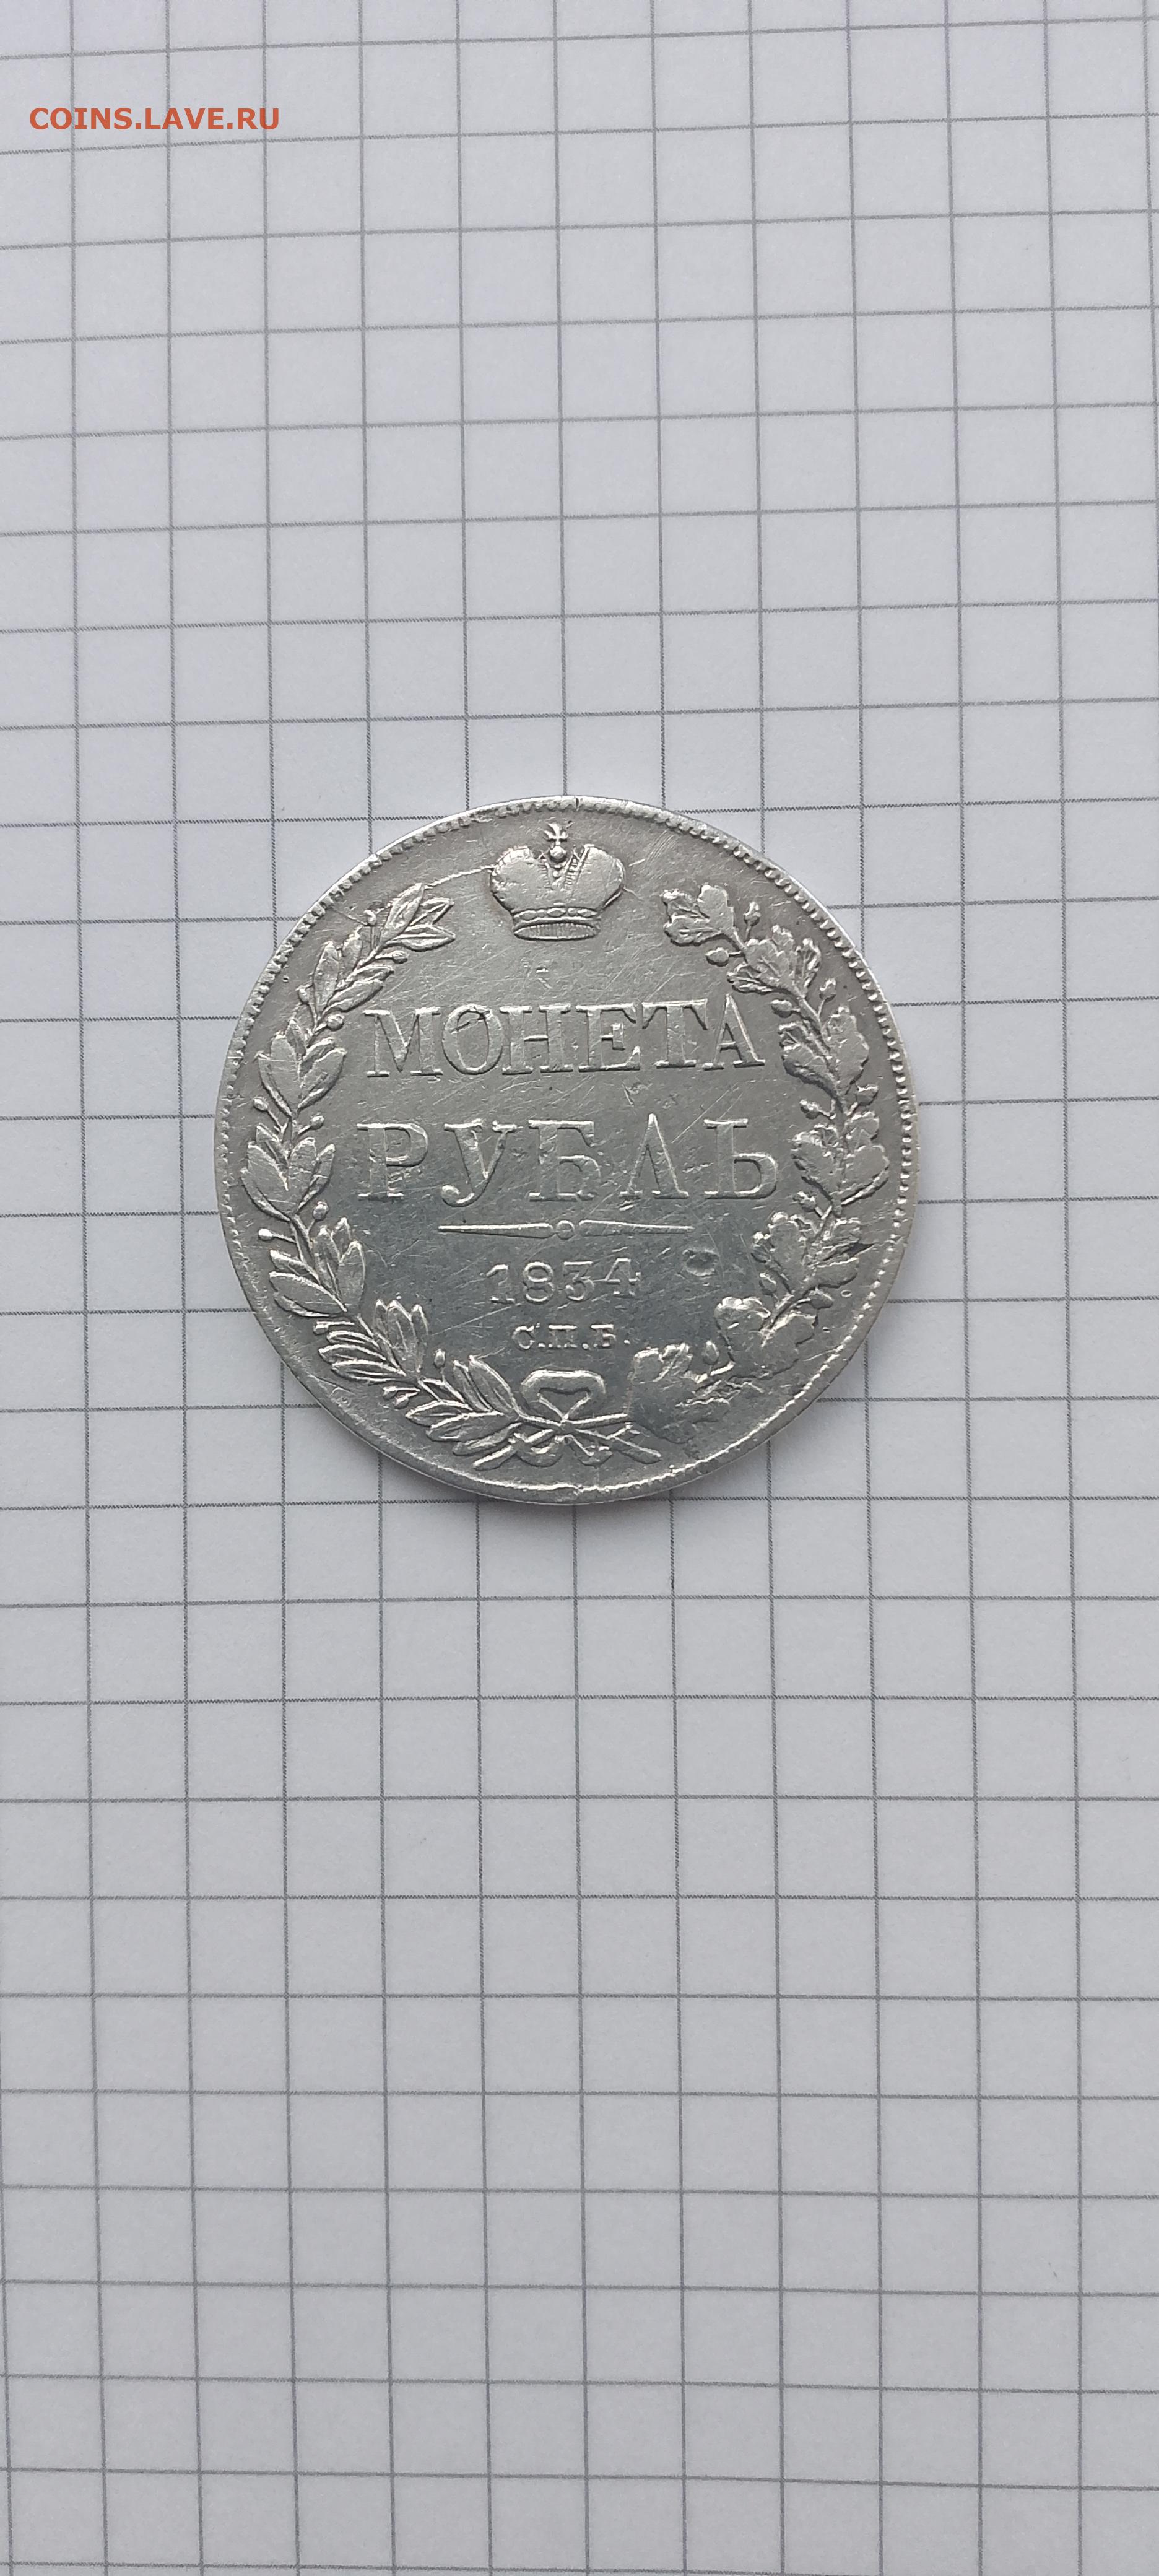 COINS.LAVE.RU
МОНЕТА
РУБЛЬ
1834
С.П.Б.